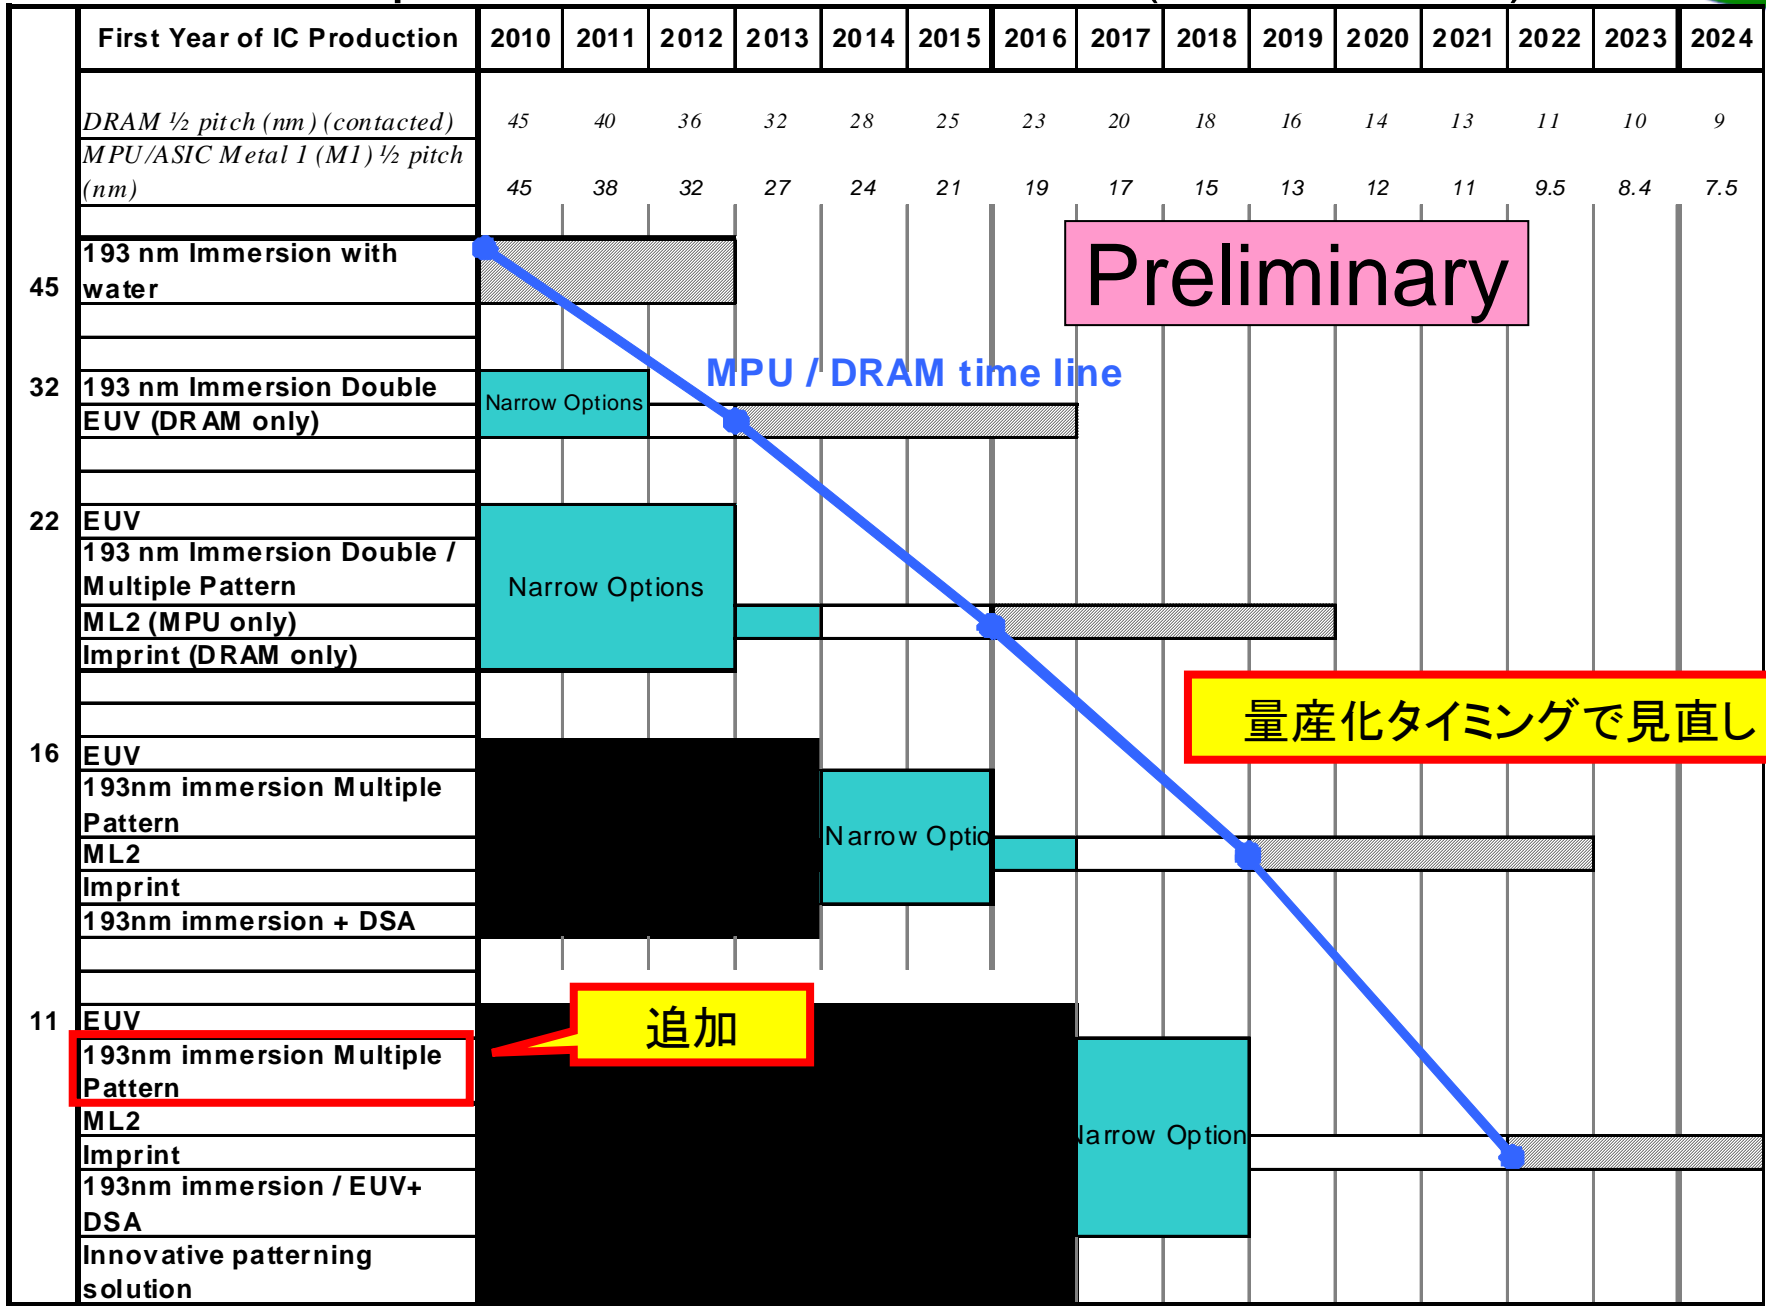 First Year of IC Production 2010 2011 2012 2013 2014 2015 2016 2017 2018 2019 2020 2021 2022 2023 2024
DRAM ½ pitch (nm) (contacted) 45 40 36 32 28 25 23 20 18 16 14 13 11 10 9
MPU/ASIC Metal 1 (M1) ½ pitch
(nm) 45 38 32 27 24 21 19 17 15 13 12 11 9.5 8.4 7.5
Preliminary
193 nm Immersion with
45 water
MPU / DRAM time line
32 193 nm Immersion Double
Narrow Options
EUV (DRAM only)
22 EUV
193 nm Immersion Double /
Multiple Pattern
Narrow Options
ML2 (MPU only)
Imprint (DRAM only)
量産化タイミングで見直し
16 EUV
193nm immersion Multiple
Pattern
Narrow Optio
ML2
Imprint
193nm immersion + DSA
11 EUV
追加
193nm immersion Multiple
Pattern
ML2
Narrow Option
Imprint
193nm immersion / EUV+
DSA
Innovative patterning
solution